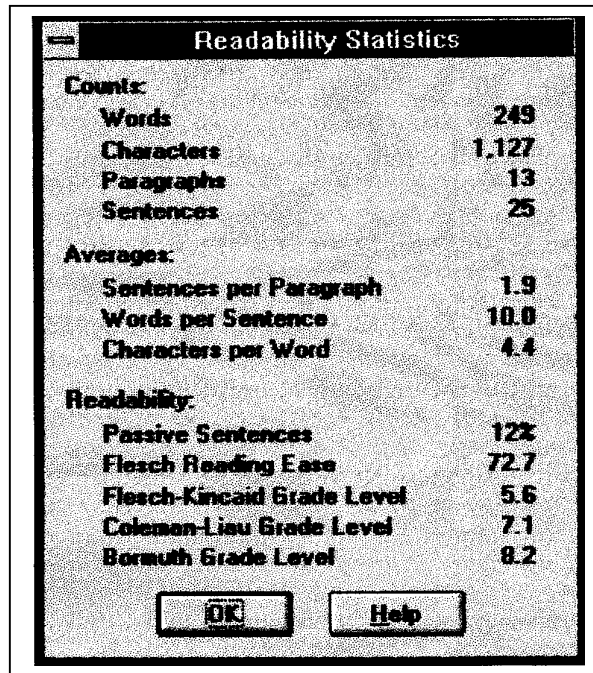 Readability Statistics
Counts:
Words 249
Characters 1,127
Paragraphs 13
Sentences 25
Averages:
Sentences per Paragraph 1.9
Words per Sentence 10.0
Characters per Word 4.4
Readability:
Passive Sentences 12%
Flesch Reading Ease 72.7
Flesch-Kincaid Grade Level 5.6
Coleman-Liau Grade Level 7.1
Bormuth Grade Level 8.2
OK Help